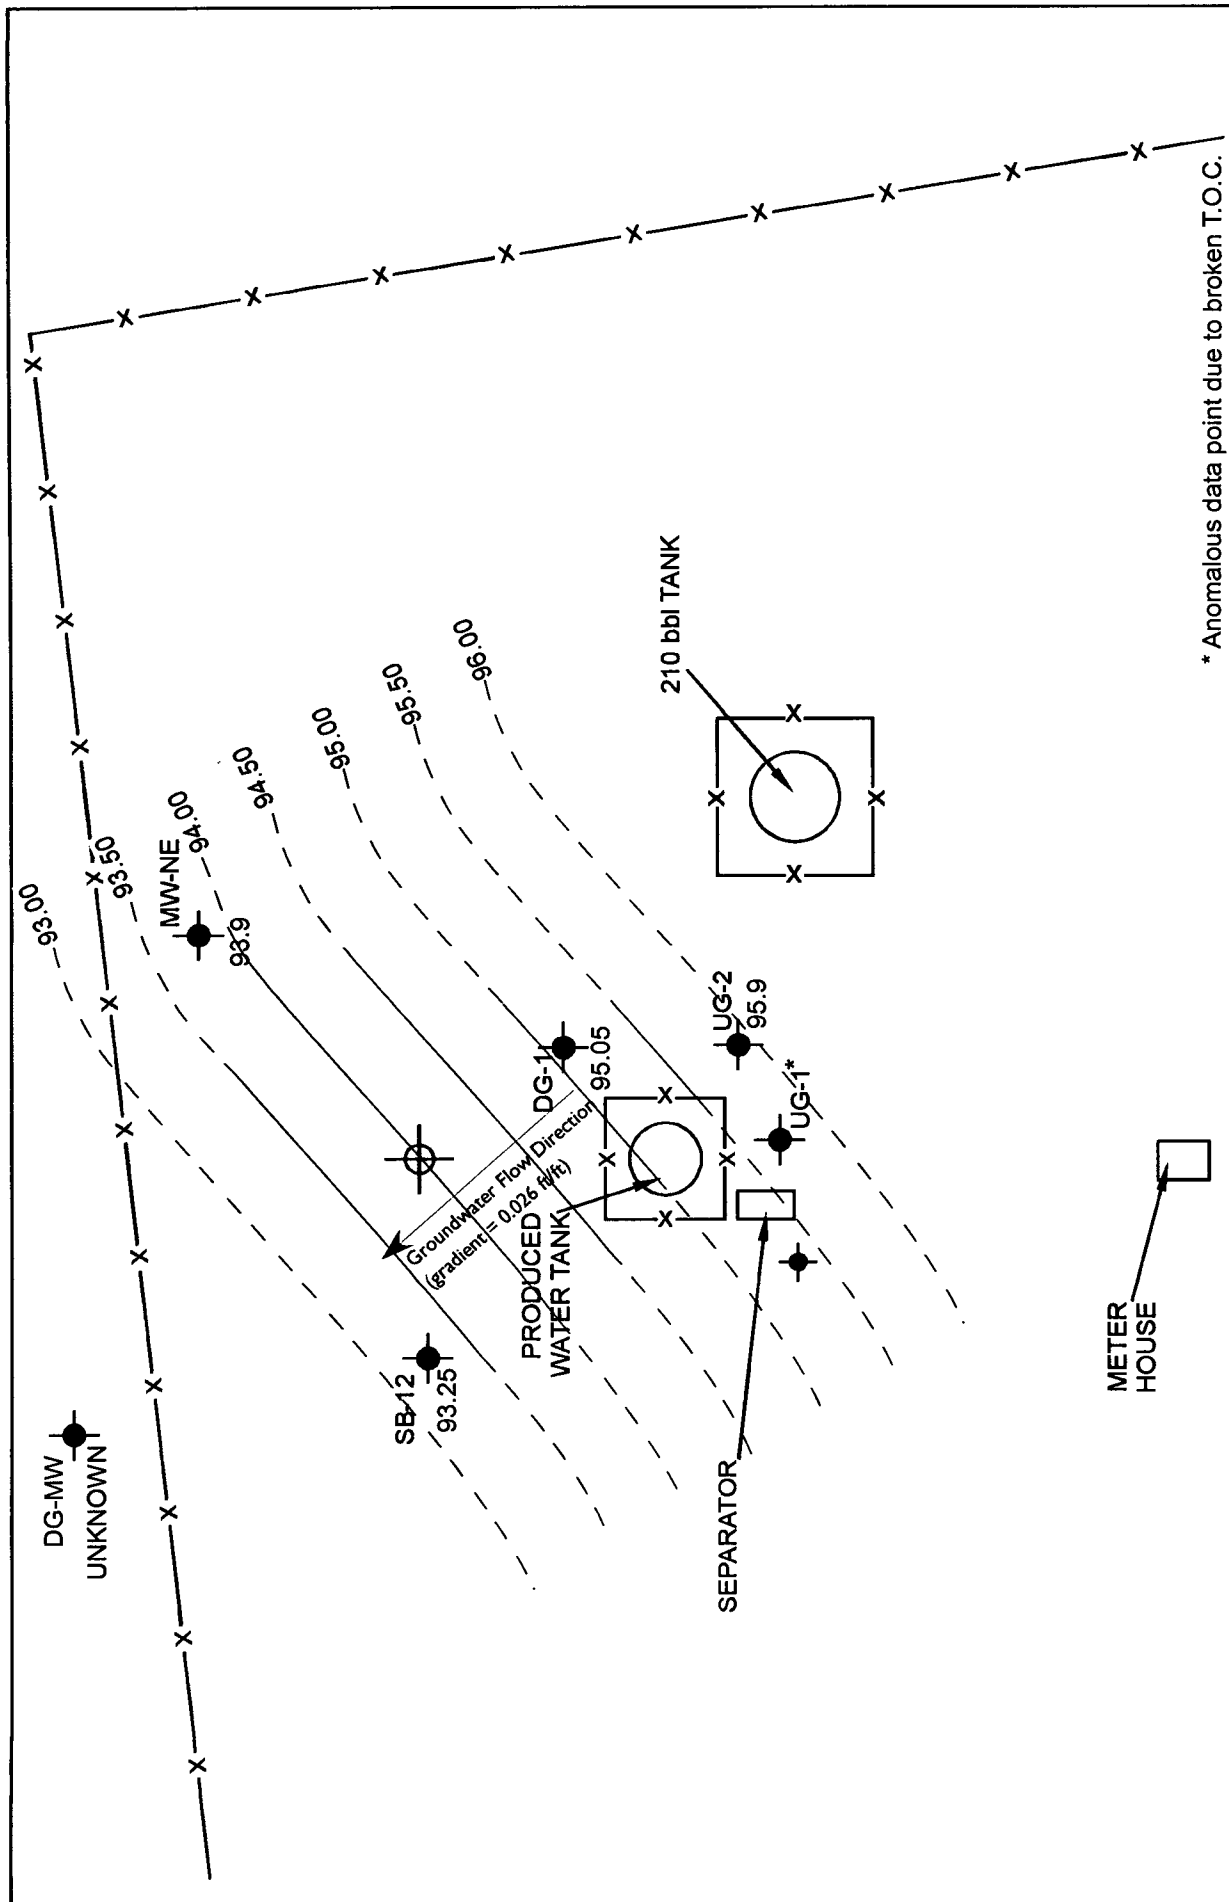 DG-MW
UNKNOWN
93.00
93.50
94.00
94.50
95.00
95.50
96.00
MW-NE
93.9
SB-12
93.25
DG-1
95.05
UG-2
95.9
UG-1*
Groundwater Flow Direction
(gradient = 0.026 ft/ft)
PRODUCED
WATER TANK
210 bbl TANK
SEPARATOR
METER
HOUSE
* Anomalous data point due to broken T.O.C.
X X X X X X X X X X X X
X X X X X X X X X
X X X X
X X X X